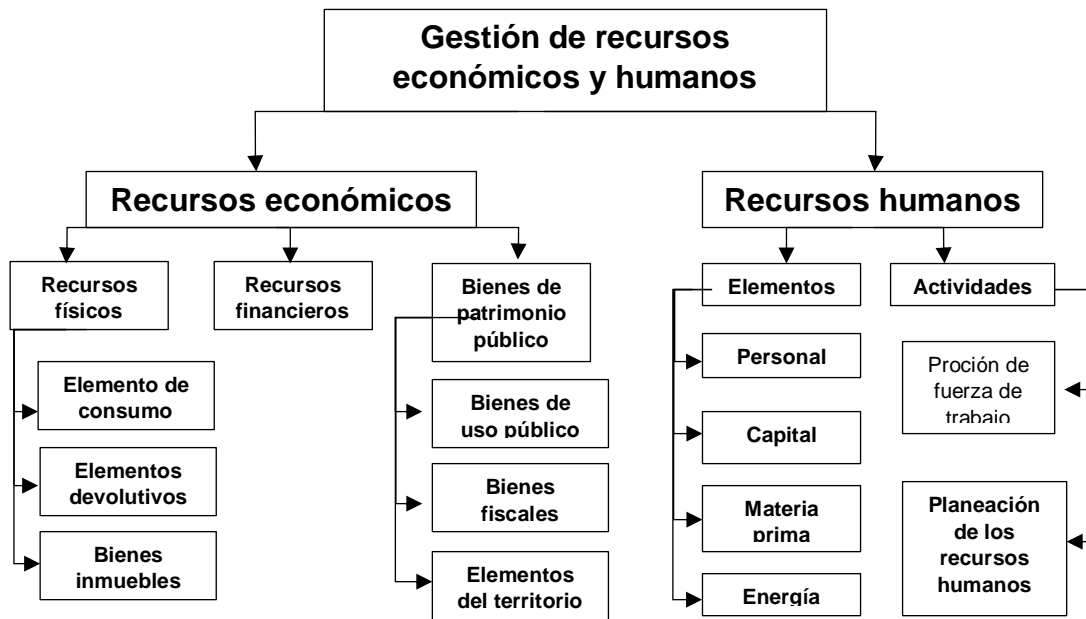 Gestión de recursos
económicos y humanos
Recursos económicos
Recursos humanos
Recursos
físicos
Recursos
financieros
Bienes de
patrimonio
público
Elementos
Actividades
Elemento de
consumo
Elementos
devolutivos
Bienes
inmuebles
Bienes de
uso público
Bienes
fiscales
Elementos
del territorio
Personal
Capital
Materia
prima
Energía
Proción de
fuerza de
trabajo
Planeación
de los
recursos
humanos